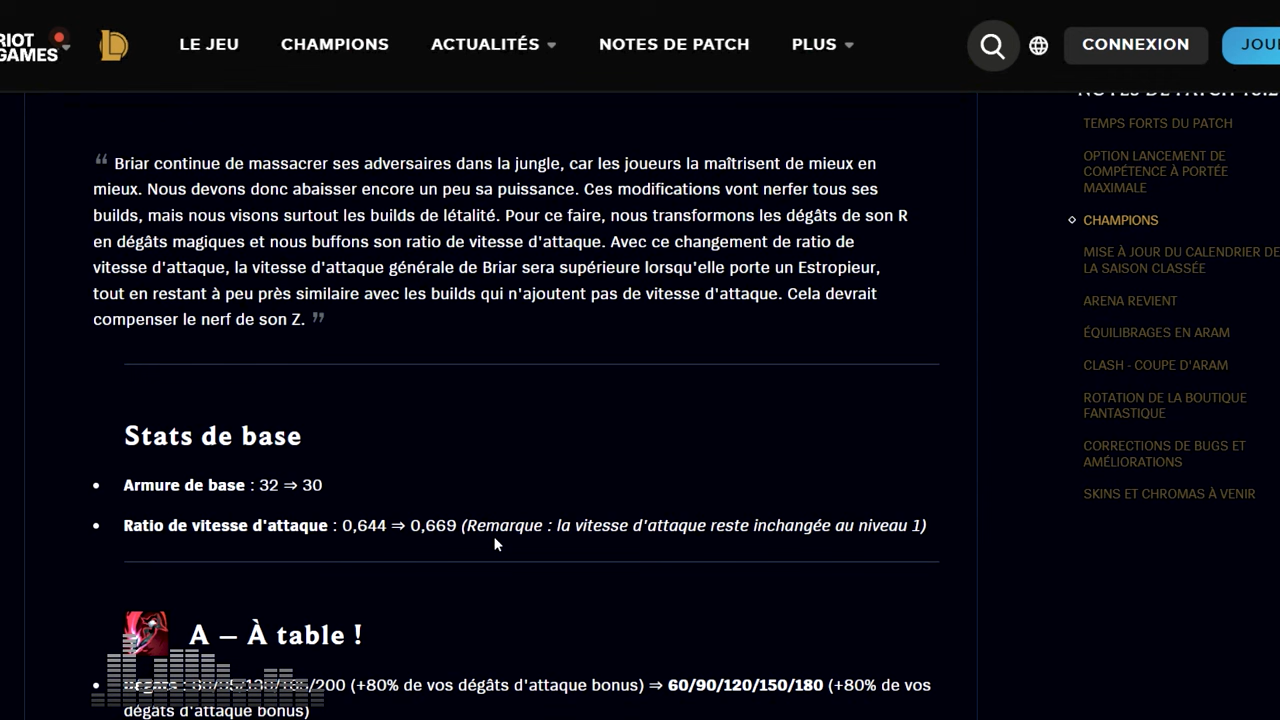 RIOT
GAMES
LE JEU
CHAMPIONS
ACTUALITÉS
NOTES DE PATCH
PLUS
CONNEXION
JOU
“ Briar continue de massacrer ses adversaires dans la jungle, car les joueurs la maîtrisent de mieux en
mieux. Nous devons donc abaisser encore un peu sa puissance. Ces modifications vont nerfer tous ses
builds, mais nous visons surtout les builds de létalité. Pour ce faire, nous transformons les dégâts de son R
en dégâts magiques et nous buffons son ratio de vitesse d'attaque. Avec ce changement de ratio de
vitesse d'attaque, la vitesse d'attaque générale de Briar sera supérieure lorsqu'elle porte un Estropieur,
tout en restant à peu près similaire avec les builds qui n'ajoutent pas de vitesse d'attaque. Cela devrait
compenser le nerf de son Z. ”
Stats de base
• Armure de base : 32 ⇒ 30
• Ratio de vitesse d'attaque : 0,644 ⇒ 0,669 (Remarque : la vitesse d'attaque reste inchangée au niveau 1)
A – À table !
/200 (+80% de vos dégâts d'attaque bonus) ⇒ 60/90/120/150/180 (+80% de vos
dégâts d'attaque bonus)
NOTES DE PATCH
TEMPS FORTS DU PATCH
OPTION LANCEMENT DE
COMPÉTENCE À PORTÉE
MAXIMALE
CHAMPIONS
MISE À JOUR DU CALENDRIER DE
LA SAISON CLASSÉE
ARENA REVIENT
ÉQUILIBRAGES EN ARAM
CLASH - COUPE D'ARAM
ROTATION DE LA BOUTIQUE
FANTASTIQUE
CORRECTIONS DE BUGS ET
AMÉLIORATIONS
SKINS ET CHROMAS À VENIR